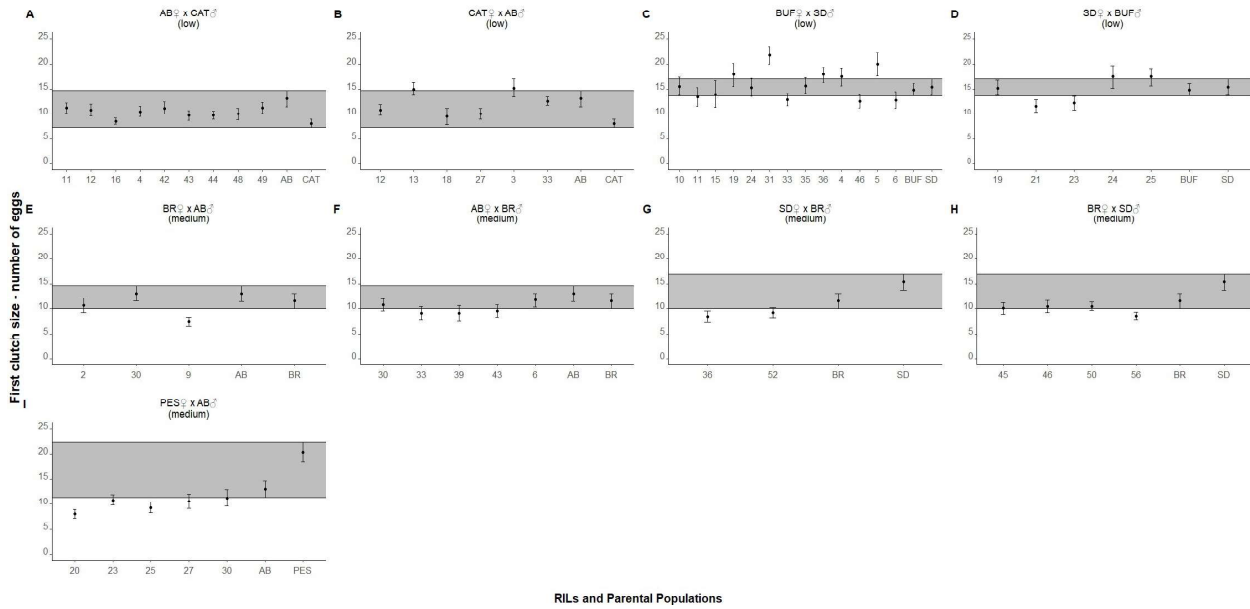 A
AB♀ x CAT♂
(low)
25
20
15
10
5
0
11 12 16 4 42 43 44 48 49 AB CAT
B
CAT♀ x AB♂
(low)
25
20
15
10
5
0
12 13 18 27 3 33 AB CAT
C
BUF♀ x SD♂
(low)
25
20
15
10
5
0
10 11 15 19 24 31 33 35 36 4 46 5 6 BUF SD
D
SD♀ x BUF♂
(low)
25
20
15
10
5
0
19 21 23 24 25 BUF SD
E
BR♀ x AB♂
(medium)
25
20
15
10
5
0
2 30 9 AB BR
F
AB♀ x BR♂
(medium)
25
20
15
10
5
0
30 33 39 43 6 AB BR
G
SD♀ x BR♂
(medium)
25
20
15
10
5
0
36 52 BR SD
H
BR♀ x SD♂
(medium)
25
20
15
10
5
0
45 46 50 56 BR SD
I
PES♀ x AB♂
(medium)
25
20
15
10
5
0
20 23 25 27 30 AB PES
First clutch size - number of eggs
RILs and Parental Populations